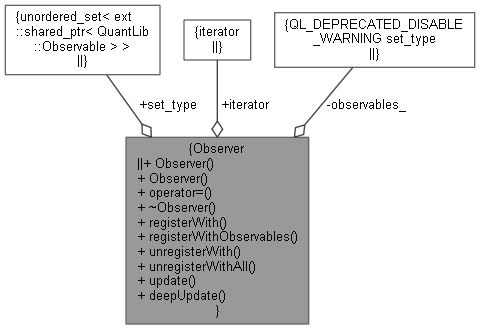 {unordered_set< ext
::shared_ptr< QuantLib
::Observable > >
||}
{iterator
||}
{QL_DEPRECATED_DISABLE
_WARNING set_type
||}
+set_type
+iterator
-observables_
{Observer
||+ Observer()
+ Observer()
+ operator=()
+ ~Observer()
+ registerWith()
+ registerWithObservables()
+ unregisterWith()
+ unregisterWithAll()
+ update()
+ deepUpdate()
}